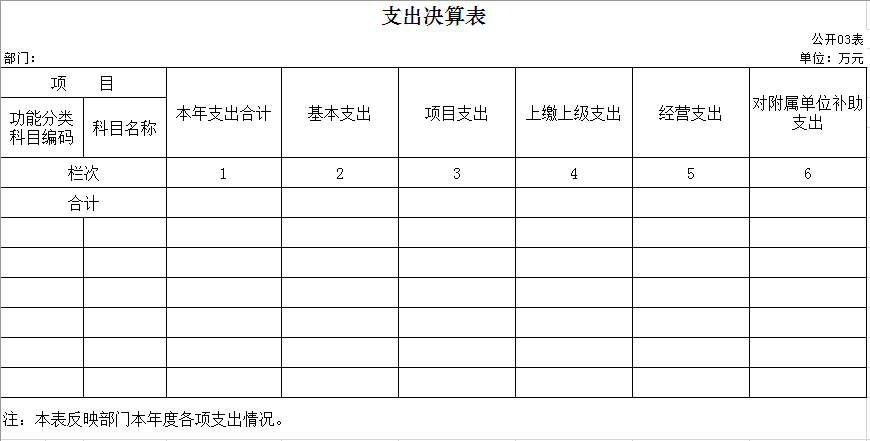 支出决算表
公开03表
部门： 单位：万元
项 目
本年支出合计 基本支出 项目支出 上缴上级支出 经营支出 对附属单位补助
支出
功能分类
科目编码 科目名称
栏次 1 2 3 4 5 6
合计
注：本表反映部门本年度各项支出情况。